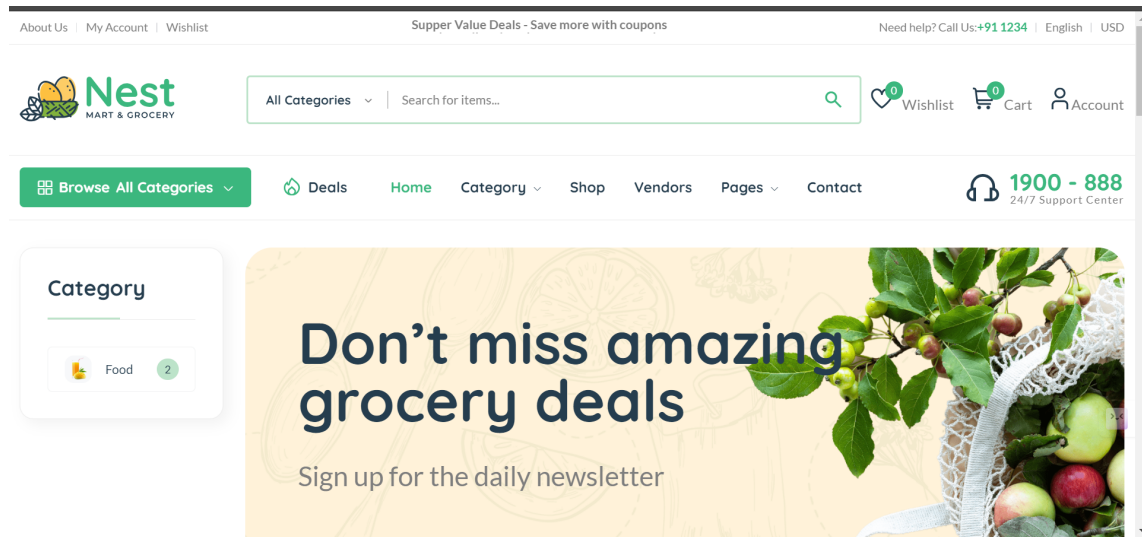 About Us | My Account | Wishlist
Supper Value Deals - Save more with coupons
Need help? Call Us:+91 1234 | English | USD
Nest
MART & GROCERY
All Categories
Search for items...
0
Wishlist
0
Cart
Account
Browse All Categories
Deals
Home
Category
Shop
Vendors
Pages
Contact
1900 - 888
24/7 Support Center
Category
Food
2
Don't miss amazing
grocery deals
Sign up for the daily newsletter